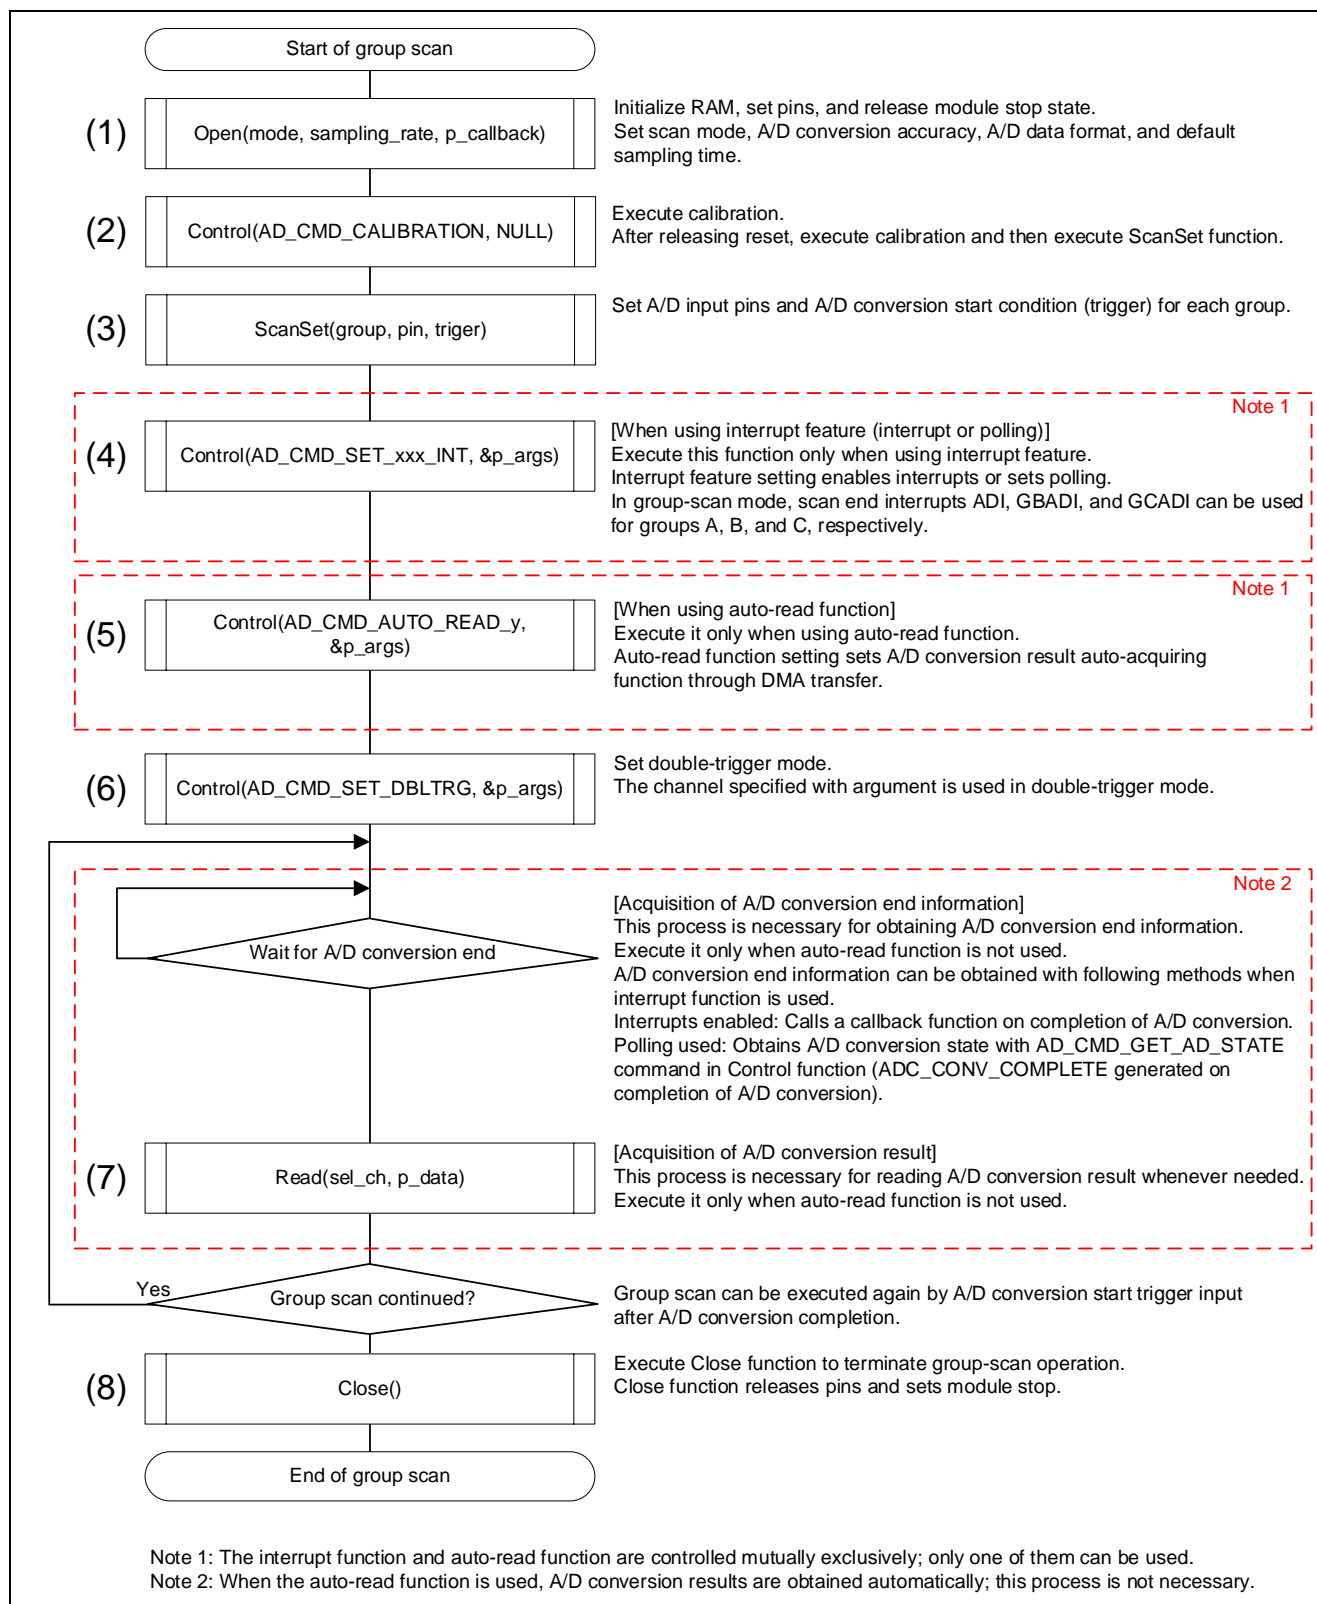 Start of group scan
(1)
Open(mode, sampling_rate, p_callback)
Initialize RAM, set pins, and release module stop state.
Set scan mode, A/D conversion accuracy, A/D data format, and default
sampling time.
(2)
Control(AD_CMD_CALIBRATION, NULL)
Execute calibration.
After releasing reset, execute calibration and then execute ScanSet function.
(3)
ScanSet(group, pin, triger)
Set A/D input pins and A/D conversion start condition (trigger) for each group.
Note 1
(4)
Control(AD_CMD_SET_xxx_INT, &p_args)
[When using interrupt feature (interrupt or polling)]
Execute this function only when using interrupt feature.
Interrupt feature setting enables interrupts or sets polling.
In group-scan mode, scan end interrupts ADI, GBADI, and GCADI can be used
for groups A, B, and C, respectively.
Note 1
(5)
Control(AD_CMD_AUTO_READ_y,
&p_args)
[When using auto-read function]
Execute it only when using auto-read function.
Auto-read function setting sets A/D conversion result auto-acquiring
function through DMA transfer.
(6)
Control(AD_CMD_SET_DBLTRG, &p_args)
Set double-trigger mode.
The channel specified with argument is used in double-trigger mode.
Note 2
Wait for A/D conversion end
[Acquisition of A/D conversion end information]
This process is necessary for obtaining A/D conversion end information.
Execute it only when auto-read function is not used.
A/D conversion end information can be obtained with following methods when
interrupt function is used.
Interrupts enabled: Calls a callback function on completion of A/D conversion.
Polling used: Obtains A/D conversion state with AD_CMD_GET_AD_STATE
command in Control function (ADC_CONV_COMPLETE generated on
completion of A/D conversion).
(7)
Read(sel_ch, p_data)
[Acquisition of A/D conversion result]
This process is necessary for reading A/D conversion result whenever needed.
Execute it only when auto-read function is not used.
Yes
Group scan continued?
Group scan can be executed again by A/D conversion start trigger input
after A/D conversion completion.
(8)
Close()
Execute Close function to terminate group-scan operation.
Close function releases pins and sets module stop.
End of group scan
Note 1: The interrupt function and auto-read function are controlled mutually exclusively; only one of them can be used.
Note 2: When the auto-read function is used, A/D conversion results are obtained automatically; this process is not necessary.